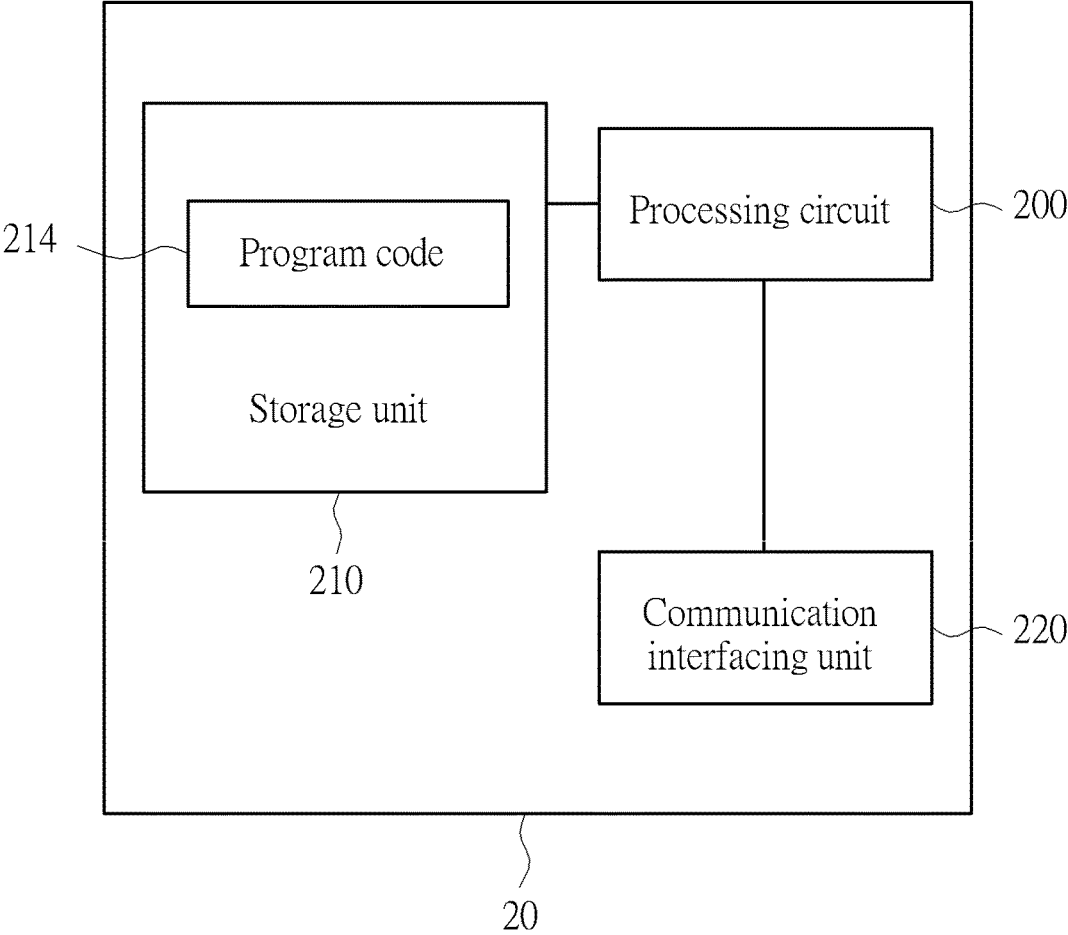 Processing circuit
200
214
Program code
Storage unit
210
Communication
interfacing unit
220
20